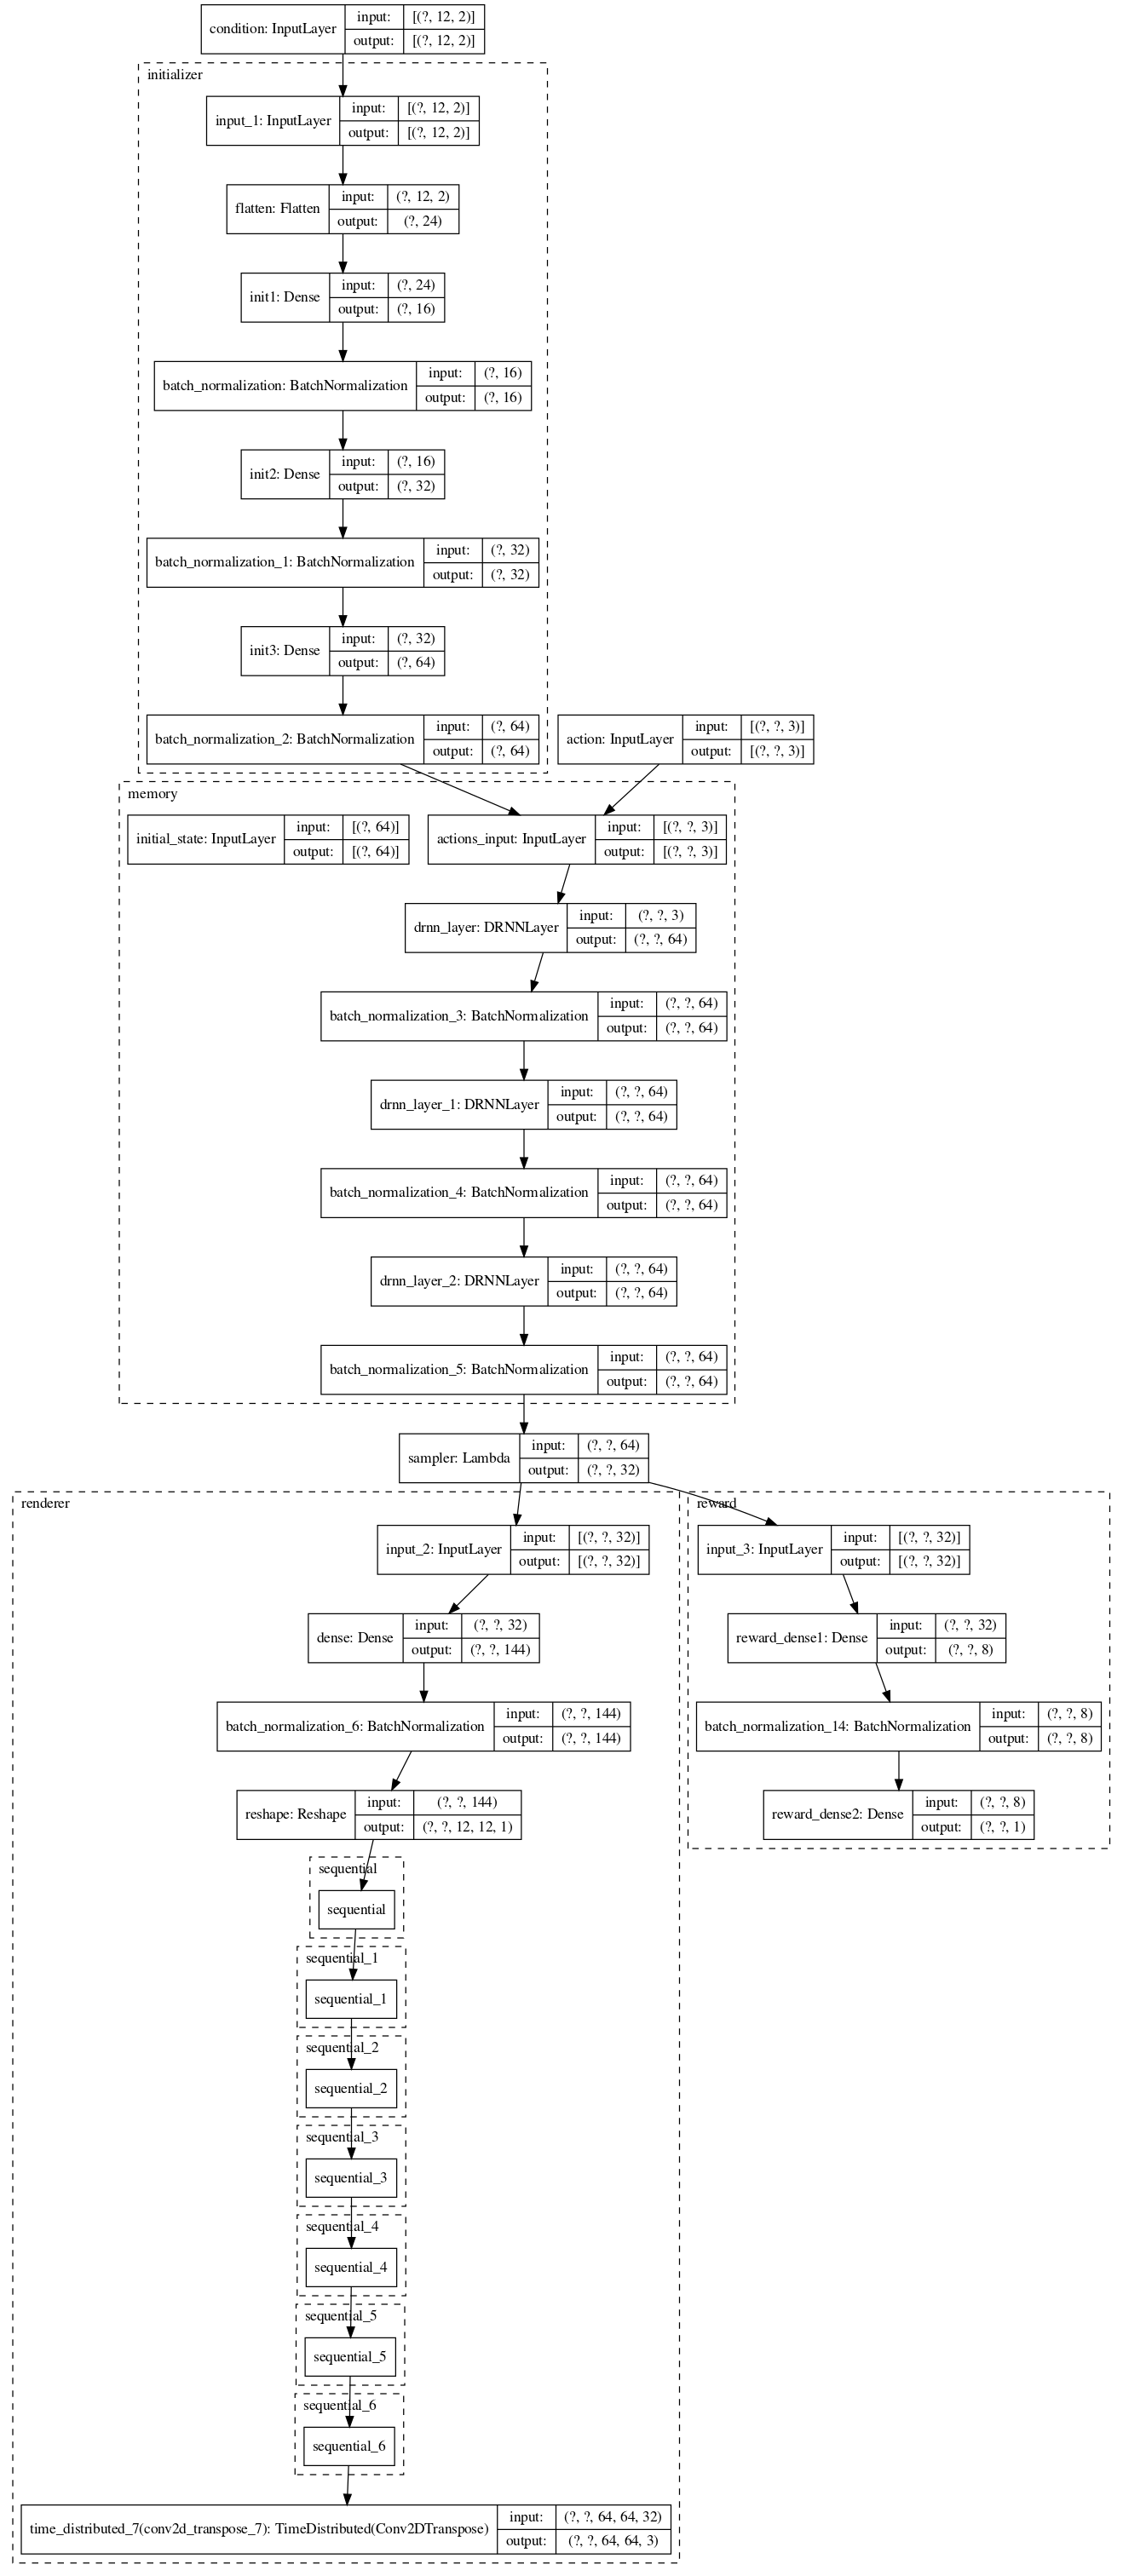 condition: InputLayer
input: [(?, 12, 2)]
output: [(?, 12, 2)]
initializer
input_1: InputLayer
input: [(?, 12, 2)]
output: [(?, 12, 2)]
flatten: Flatten
input: (?, 12, 2)
output: (?, 24)
init1: Dense
input: (?, 24)
output: (?, 16)
batch_normalization: BatchNormalization
input: (?, 16)
output: (?, 16)
init2: Dense
input: (?, 16)
output: (?, 32)
batch_normalization_1: BatchNormalization
input: (?, 32)
output: (?, 32)
init3: Dense
input: (?, 32)
output: (?, 64)
batch_normalization_2: BatchNormalization
input: (?, 64)
output: (?, 64)
action: InputLayer
input: [(?, ?, 3)]
output: [(?, ?, 3)]
memory
initial_state: InputLayer
input: [(?, 64)]
output: [(?, 64)]
actions_input: InputLayer
input: [(?, ?, 3)]
output: [(?, ?, 3)]
drnn_layer: DRNNLayer
input: (?, ?, 3)
output: (?, ?, 64)
batch_normalization_3: BatchNormalization
input: (?, ?, 64)
output: (?, ?, 64)
drnn_layer_1: DRNNLayer
input: (?, ?, 64)
output: (?, ?, 64)
batch_normalization_4: BatchNormalization
input: (?, ?, 64)
output: (?, ?, 64)
drnn_layer_2: DRNNLayer
input: (?, ?, 64)
output: (?, ?, 64)
batch_normalization_5: BatchNormalization
input: (?, ?, 64)
output: (?, ?, 64)
sampler: Lambda
input: (?, ?, 64)
output: (?, ?, 32)
renderer
input_2: InputLayer
input: [(?, ?, 32)]
output: [(?, ?, 32)]
dense: Dense
input: (?, ?, 32)
output: (?, ?, 144)
batch_normalization_6: BatchNormalization
input: (?, ?, 144)
output: (?, ?, 144)
reshape: Reshape
input: (?, ?, 144)
output: (?, ?, 12, 12, 1)
sequential
sequential
sequential_1
sequential_1
sequential_2
sequential_2
sequential_3
sequential_3
sequential_4
sequential_4
sequential_5
sequential_5
sequential_6
sequential_6
time_distributed_7(conv2d_transpose_7): TimeDistributed(Conv2DTranspose)
input: (?, ?, 64, 64, 32)
output: (?, ?, 64, 64, 3)
reward
input_3: InputLayer
input: [(?, ?, 32)]
output: [(?, ?, 32)]
reward_dense1: Dense
input: (?, ?, 32)
output: (?, ?, 8)
batch_normalization_14: BatchNormalization
input: (?, ?, 8)
output: (?, ?, 8)
reward_dense2: Dense
input: (?, ?, 8)
output: (?, ?, 1)